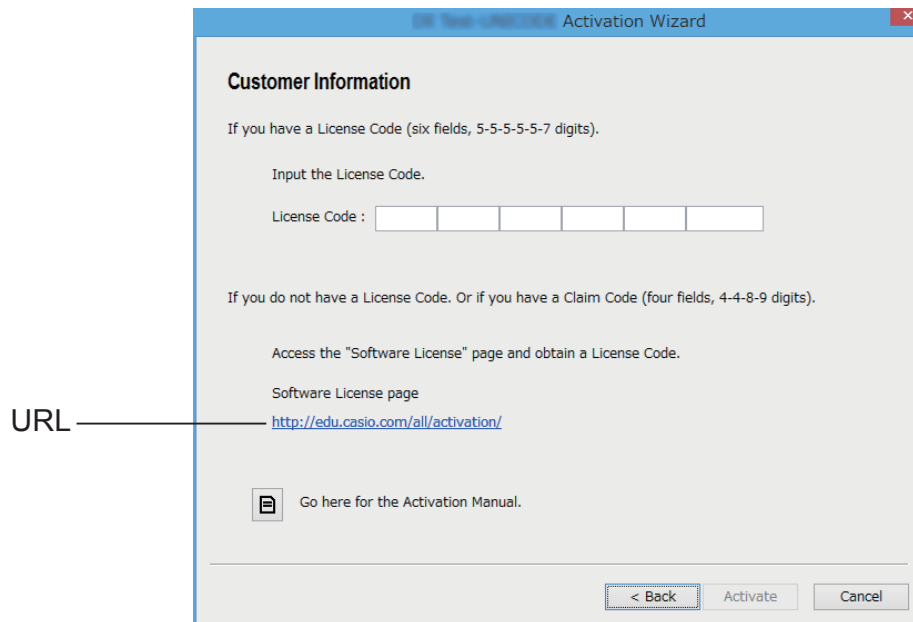 Activation Wizard
Customer Information
If you have a License Code (six fields, 5-5-5-5-5-7 digits).
Input the License Code.
License Code :
If you do not have a License Code. Or if you have a Claim Code (four fields, 4-4-8-9 digits).
Access the "Software License" page and obtain a License Code.
Software License page
URL
http://edu.casio.com/all/activation/
Go here for the Activation Manual.
< Back Activate Cancel